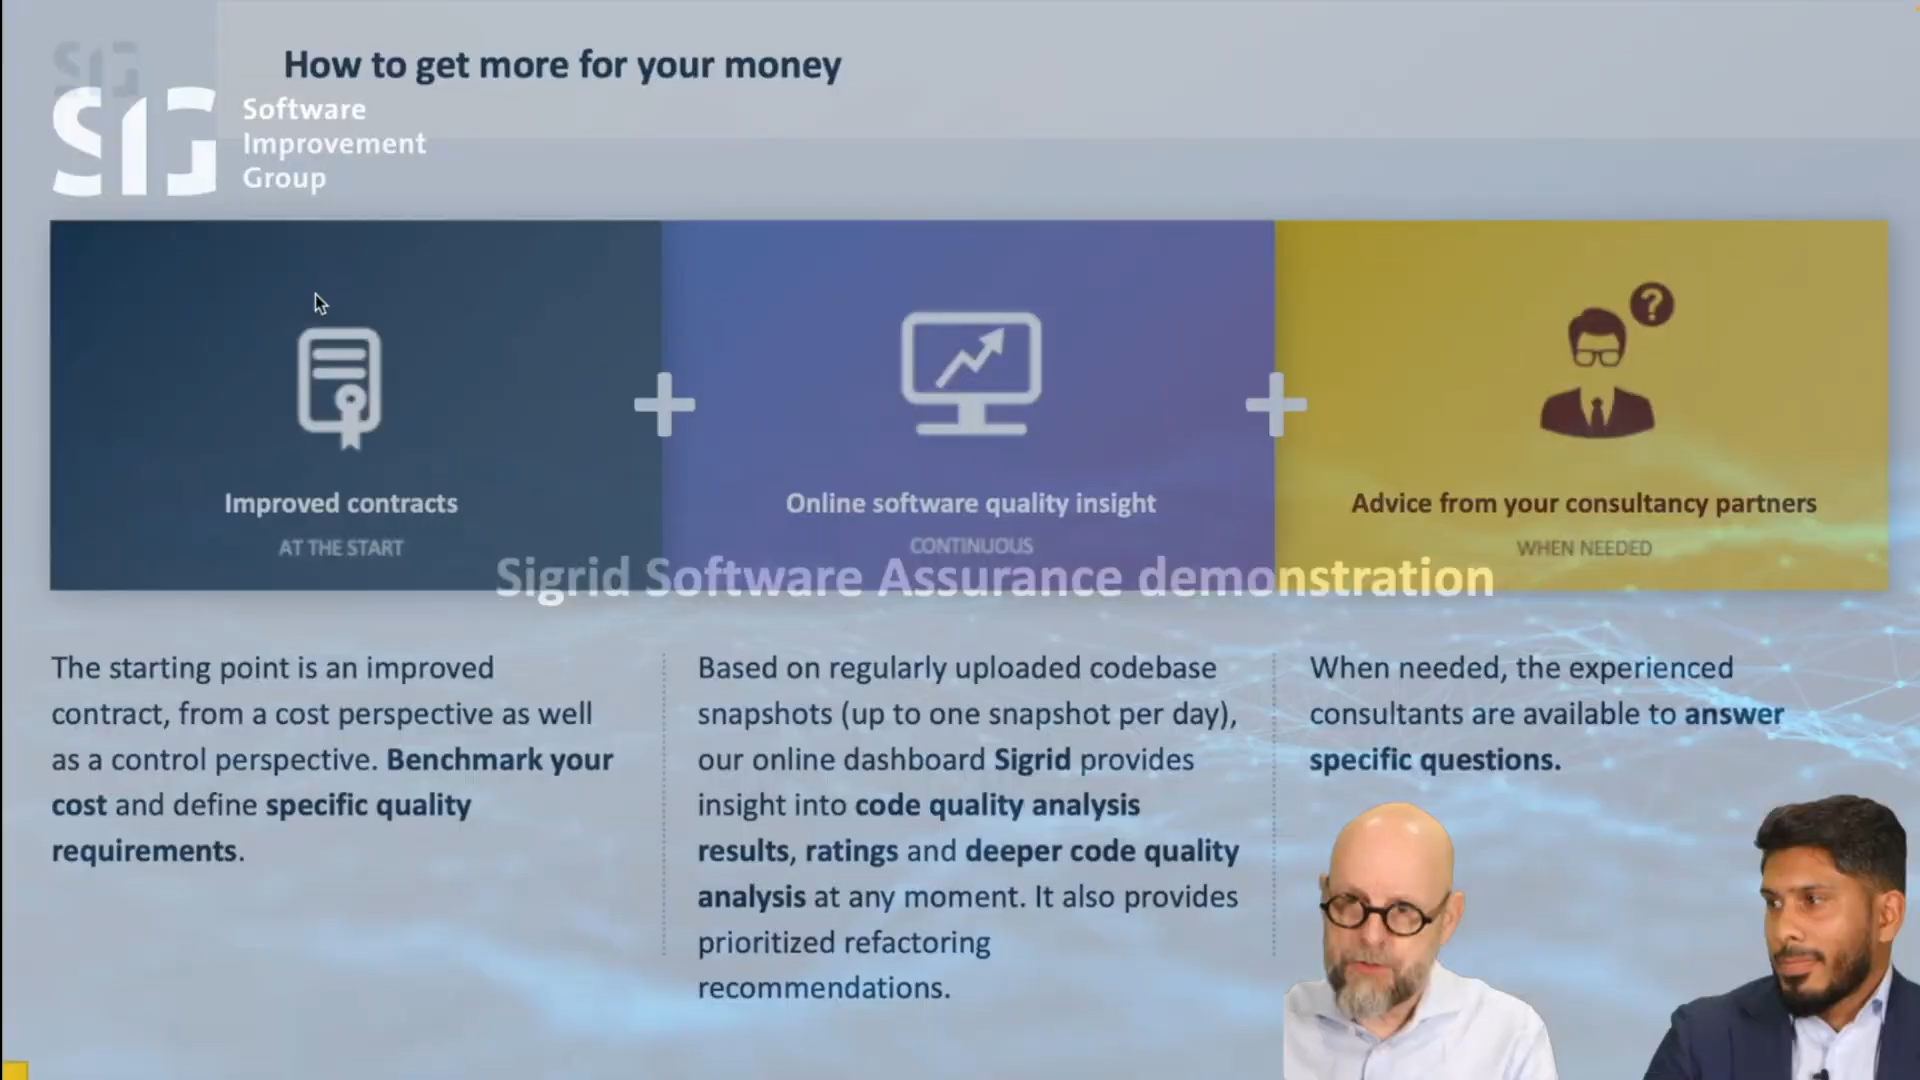 How to get more for your money
SIG
SIG
Software
Improvement
Group
Improved contracts
AT THE START
+
Online software quality insight
CONTINUOUS
+
?
Advice from your consultancy partners
WHEN NEEDED
Sigrid Software Assurance demonstration
The starting point is an improved
contract, from a cost perspective as well
as a control perspective. Benchmark your
cost and define specific quality
requirements.
Based on regularly uploaded codebase
snapshots (up to one snapshot per day),
our online dashboard Sigrid provides
insight into code quality analysis
results, ratings and deeper code quality
analysis at any moment. It also provides
prioritized refactoring
recommendations.
When needed, the experienced
consultants are available to answer
specific questions.